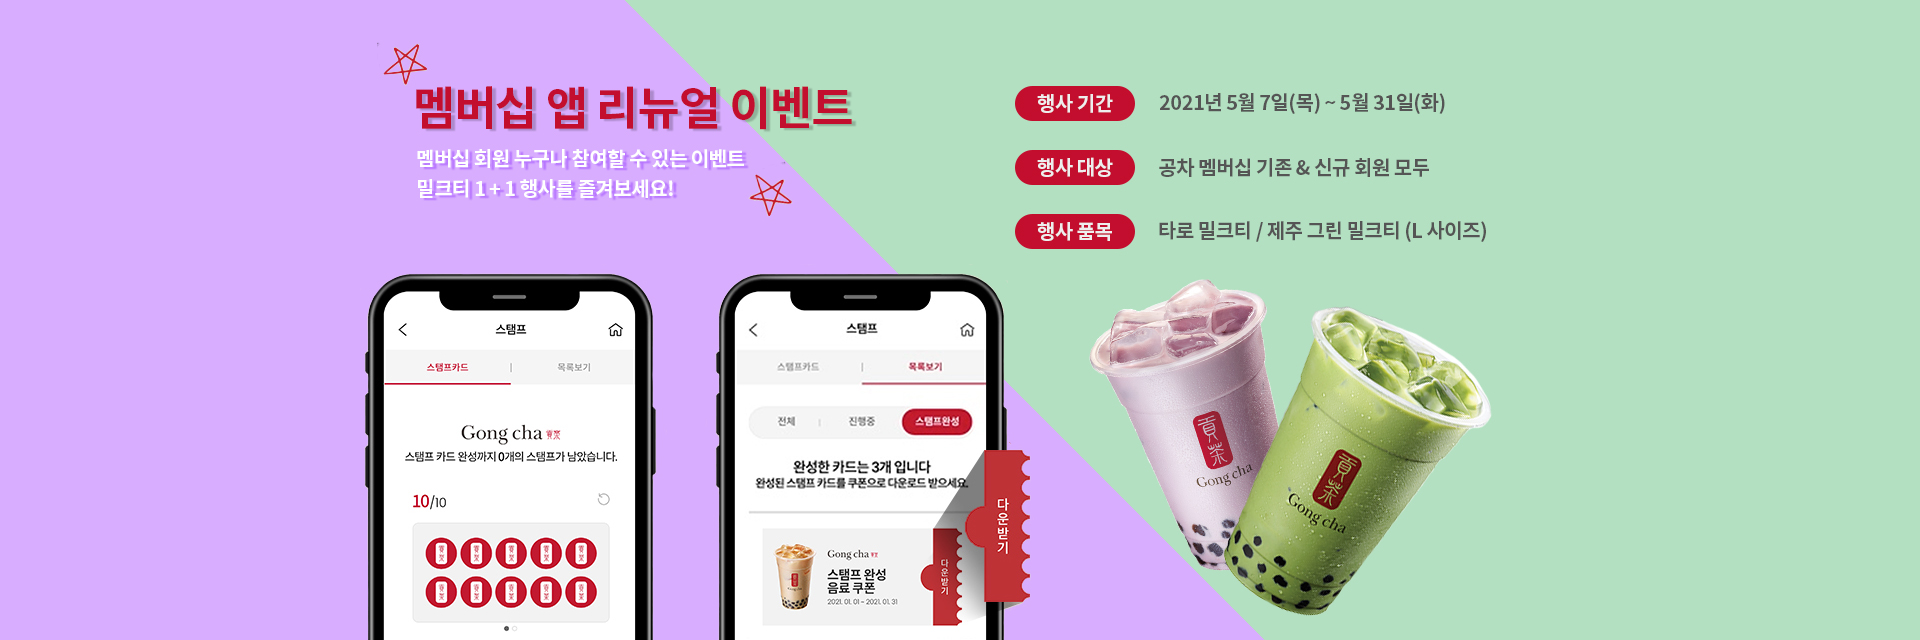 멤버십 앱 리뉴얼 이벤트
멤버십 회원 누구나 참여할 수 있는 이벤트
밀크티 1 + 1 행사를 즐겨보세요!
행사 기간 2021년 5월 7일(목) ~ 5월 31일(화)
행사 대상 공차 멤버십 기존 & 신규 회원 모두
행사 품목 타로 밀크티 / 제주 그린 밀크티 (L 사이즈)
스탬프
스탬프카드 | 목록보기
Gong cha 貢茶
스탬프 카드 완성까지 0개의 스탬프가 남았습니다.
10/10
스탬프
스탬프카드 | 목록보기
전체 | 진행중 스탬프완성
완성한 카드는 3개 입니다
완성된 스탬프 카드를 쿠폰으로 다운로드 받으세요.
Gong cha 貢茶
스탬프 완성
음료 쿠폰
2021. 01. 01 ~ 2021. 01. 31
다운받기
다운받기
貢茶
Gong cha
貢茶
Gong cha